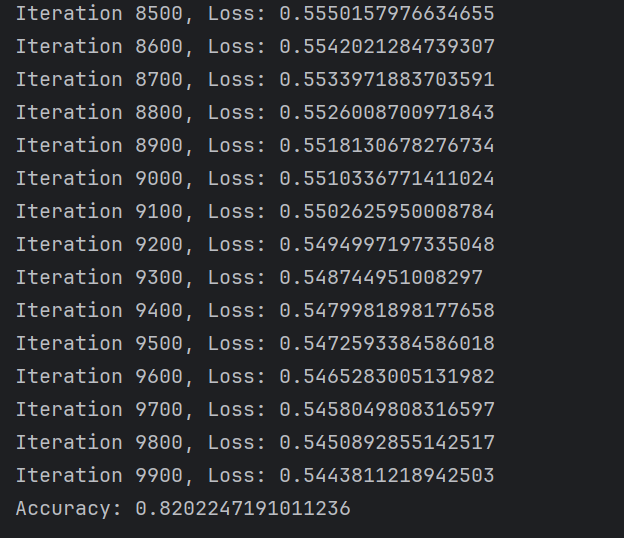 Iteration 8500, Loss: 0.5550157976634655
Iteration 8600, Loss: 0.5542021284739307
Iteration 8700, Loss: 0.5533971883703591
Iteration 8800, Loss: 0.5526008700971843
Iteration 8900, Loss: 0.5518130678276734
Iteration 9000, Loss: 0.5510336771411024
Iteration 9100, Loss: 0.5502625950008784
Iteration 9200, Loss: 0.5494997197335048
Iteration 9300, Loss: 0.548744951008297
Iteration 9400, Loss: 0.5479981898177658
Iteration 9500, Loss: 0.5472593384586018
Iteration 9600, Loss: 0.5465283005131982
Iteration 9700, Loss: 0.5458049808316597
Iteration 9800, Loss: 0.5450892855142517
Iteration 9900, Loss: 0.5443811218942503
Accuracy: 0.8202247191011236